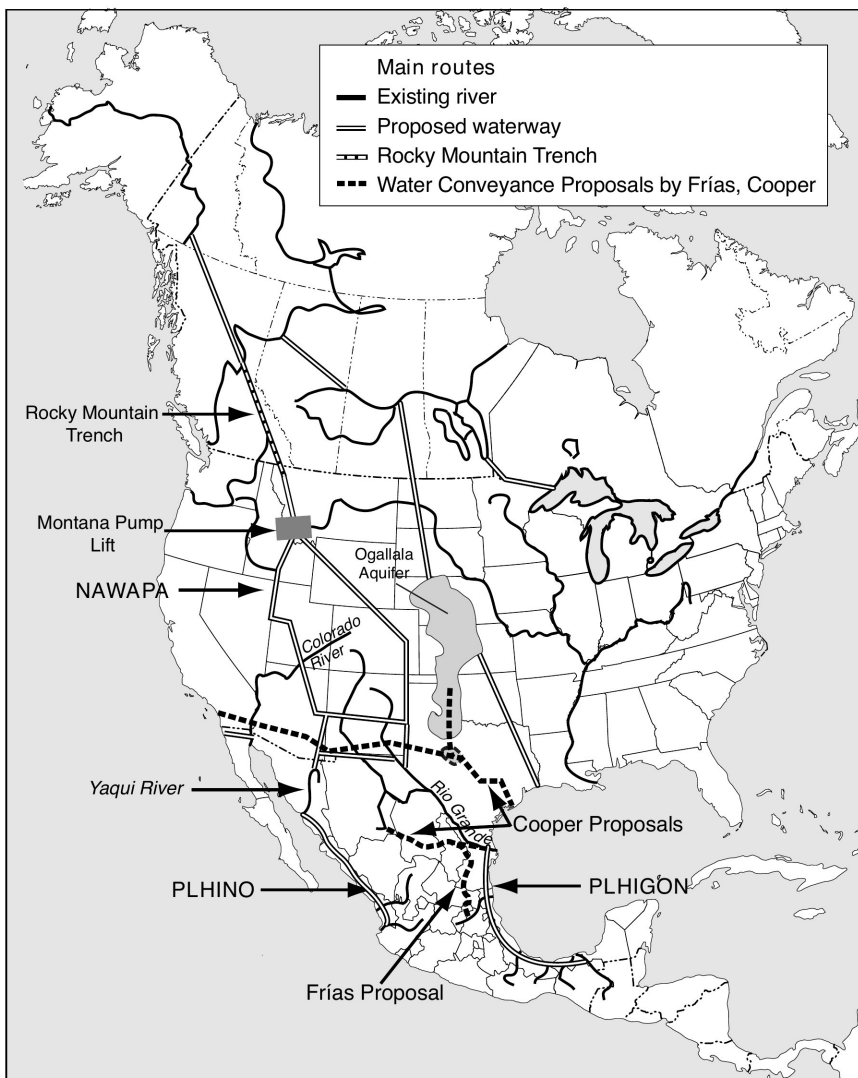 Main routes
Existing river
Proposed waterway
Rocky Mountain Trench
Water Conveyance Proposals by Frías, Cooper
Rocky Mountain
Trench
Montana Pump
Lift
Ogallala
Aquifer
NAWAPA
Colorado
River
Yaqui River
Rio Grande
Cooper Proposals
PLHINO
PLHIGON
Frías Proposal